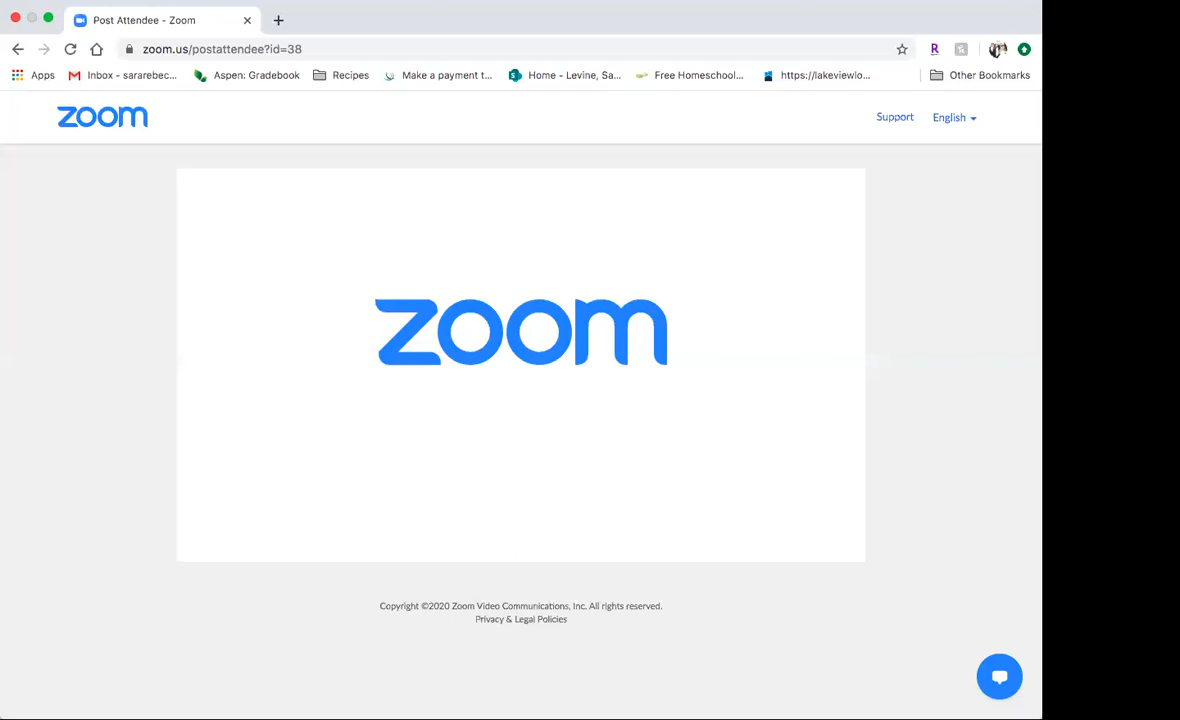 Post Attendee - Zoom
zoom.us/postattendee?id=38
R
Apps
Inbox - sararebec...
Aspen: Gradebook
Recipes
Make a payment t...
S
Home - Levine, Sa...
Free Homeschool...
https://lakeviewlo...
Other Bookmarks
zoom
Support
English
zoom
Copyright ©2020 Zoom Video Communications, Inc. All rights reserved.
Privacy & Legal Policies